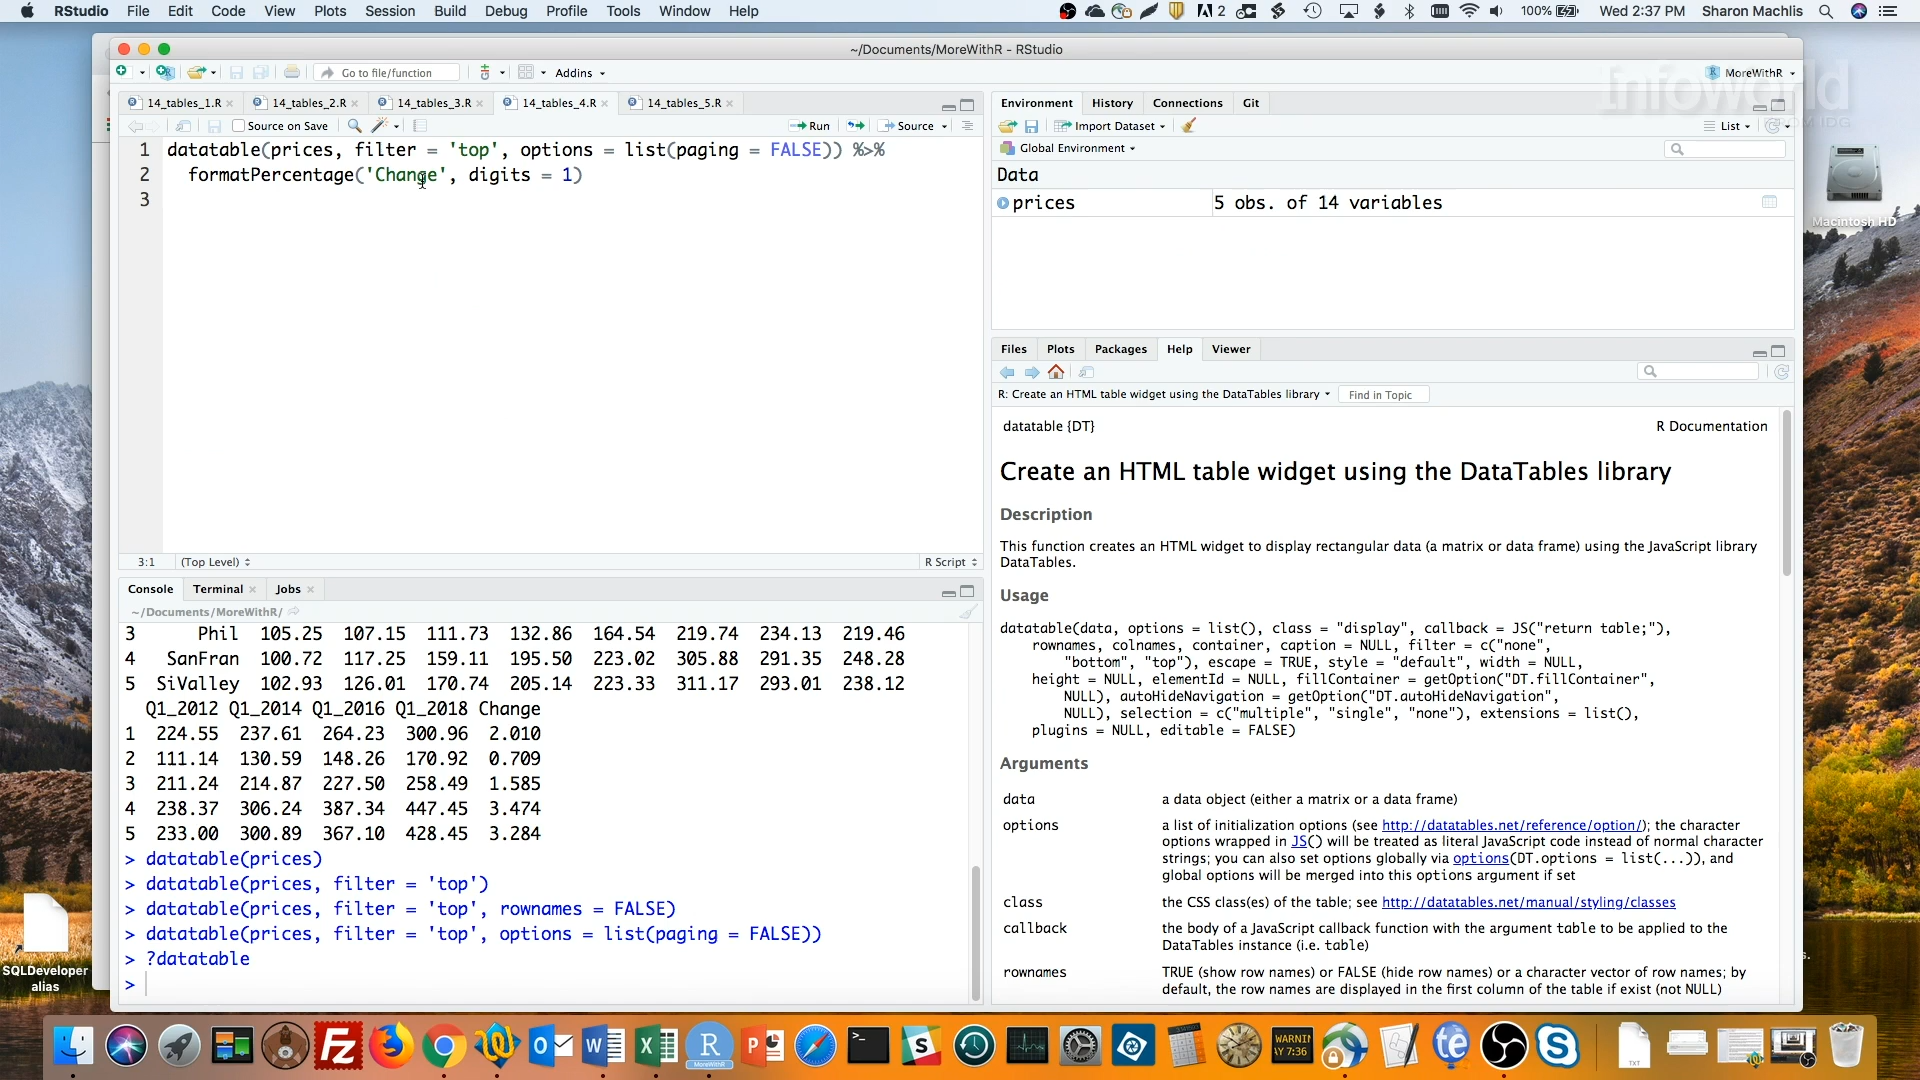 RStudio File Edit Code View Plots Session Build Debug Profile Tools Window Help
2 100% Wed 2:37 PM Sharon Machlis
~/Documents/MoreWithR - RStudio
Go to file/function Addins MoreWithR
InfoWorld
FROM IDG
14_tables_1.R 14_tables_2.R 14_tables_3.R 14_tables_4.R 14_tables_5.R
Source on Save Run Source
1 datatable(prices, filter = 'top', options = list(paging = FALSE)) %>%
2 formatPercentage('Change', digits = 1)
3
3:1 (Top Level) R Script
Console Terminal Jobs
~/Documents/MoreWithR/
3 Phil 105.25 107.15 111.73 132.86 164.54 219.74 234.13 219.46
4 SanFran 100.72 117.25 159.11 195.50 223.02 305.88 291.35 248.28
5 SiValley 102.93 126.01 170.74 205.14 223.33 311.17 293.01 238.12
Q1_2012 Q1_2014 Q1_2016 Q1_2018 Change
1 224.55 237.61 264.23 300.96 2.010
2 111.14 130.59 148.26 170.92 0.709
3 211.24 214.87 227.50 258.49 1.585
4 238.37 306.24 387.34 447.45 3.474
5 233.00 300.89 367.10 428.45 3.284
> datatable(prices)
> datatable(prices, filter = 'top')
> datatable(prices, filter = 'top', rownames = FALSE)
> datatable(prices, filter = 'top', options = list(paging = FALSE))
> ?datatable
>
Environment History Connections Git
Import Dataset List
Global Environment
Data
prices 5 obs. of 14 variables
Files Plots Packages Help Viewer
R: Create an HTML table widget using the DataTables library Find in Topic
datatable {DT} R Documentation
Create an HTML table widget using the DataTables library
Description
This function creates an HTML widget to display rectangular data (a matrix or data frame) using the JavaScript library
DataTables.
Usage
datatable(data, options = list(), class = "display", callback = JS("return table;"),
rownames, colnames, container, caption = NULL, filter = c("none",
"bottom", "top"), escape = TRUE, style = "default", width = NULL,
height = NULL, elementId = NULL, fillContainer = getOption("DT.fillContainer",
NULL), autoHideNavigation = getOption("DT.autoHideNavigation",
NULL), selection = c("multiple", "single", "none"), extensions = list(),
plugins = NULL, editable = FALSE)
Arguments
data a data object (either a matrix or a data frame)
options a list of initialization options (see http://datatables.net/reference/option/); the character
options wrapped in JS() will be treated as literal JavaScript code instead of normal character
strings; you can also set options globally via options(DT.options = list(...)), and
global options will be merged into this options argument if set
class the CSS class(es) of the table; see http://datatables.net/manual/styling/classes
callback the body of a JavaScript callback function with the argument table to be applied to the
DataTables instance (i.e. table)
rownames TRUE (show row names) or FALSE (hide row names) or a character vector of row names; by
default, the row names are displayed in the first column of the table if exist (not NULL)
Macintosh HD
SQLDeveloper
alias
MoreWithR
WARNIN
AY 7:36
TXT